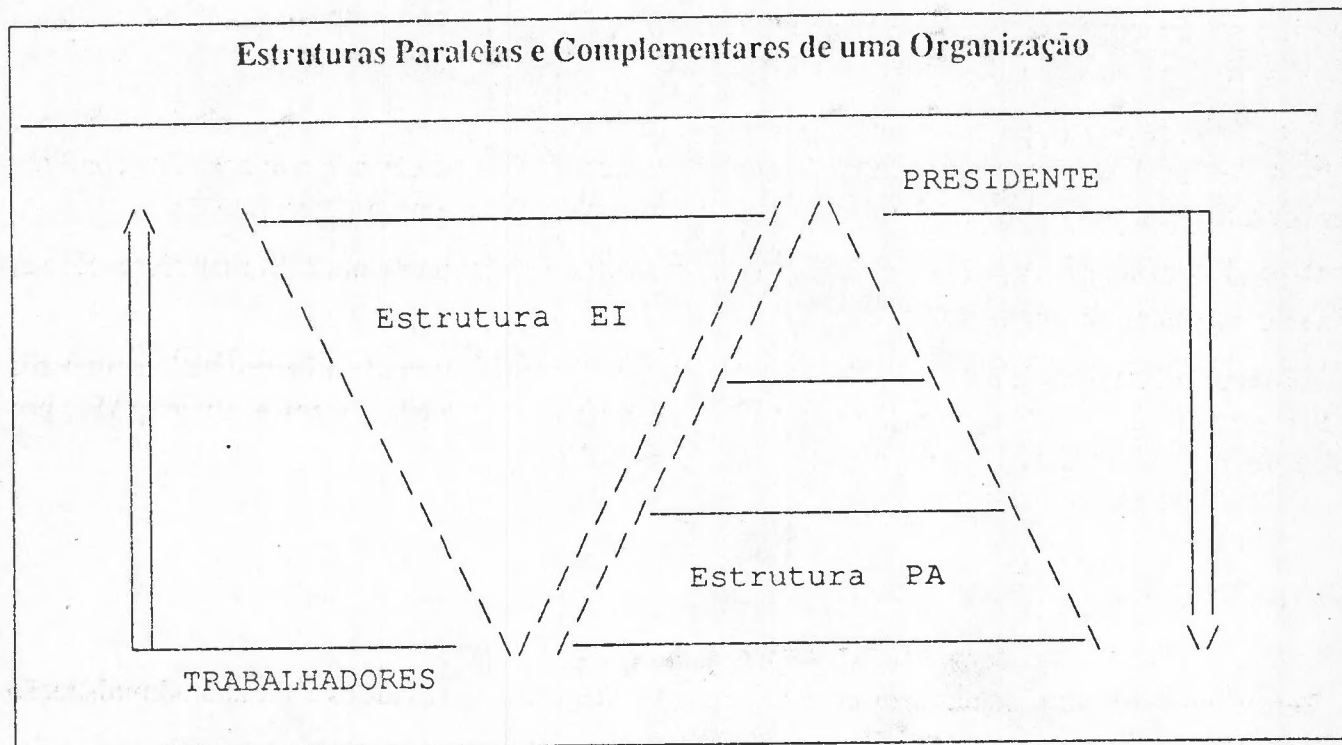 Estruturas Paralelas e Complementares de uma Organização
PRESIDENTE
Estrutura EI
Estrutura PA
TRABALHADORES